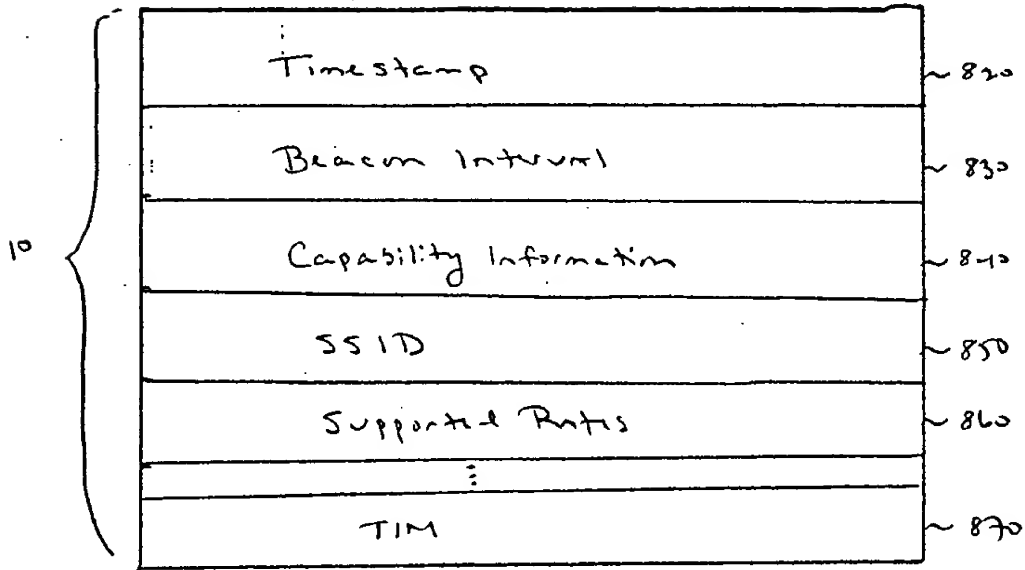 Timestamp ~ 820
Beacon Interval ~ 830
10
Capability Information ~ 840
SSID ~ 850
Supported Rates ~ 860
⋮
TIM ~ 870